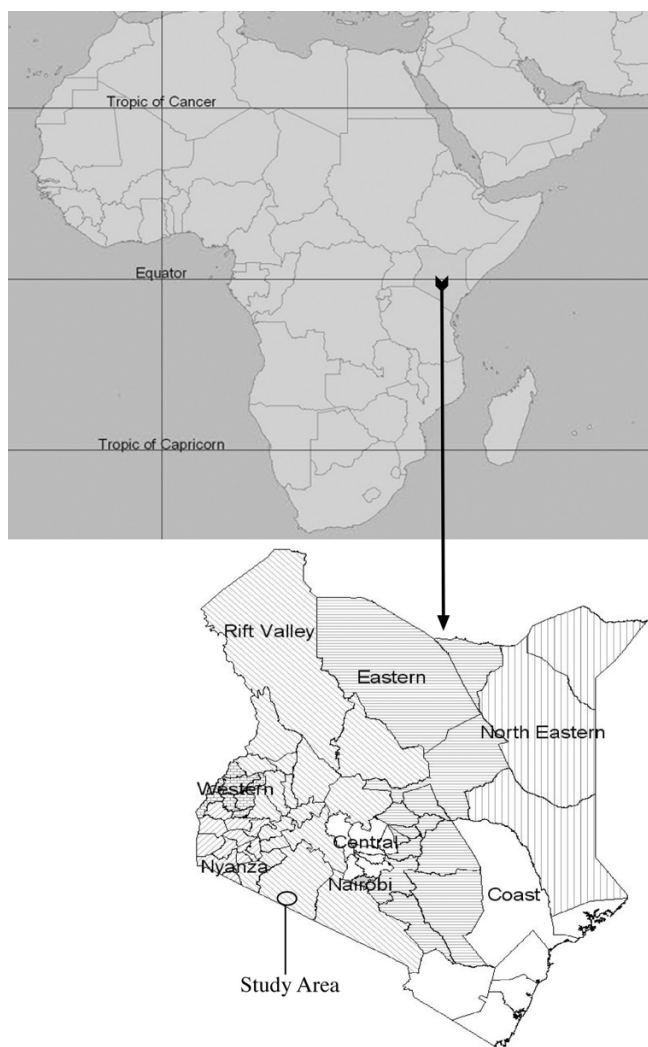 Tropic of Cancer
Equator
Tropic of Capricorn
Rift Valley
Eastern
North Eastern
Western
Central
Nyanza
Nairobi
Coast
Study Area